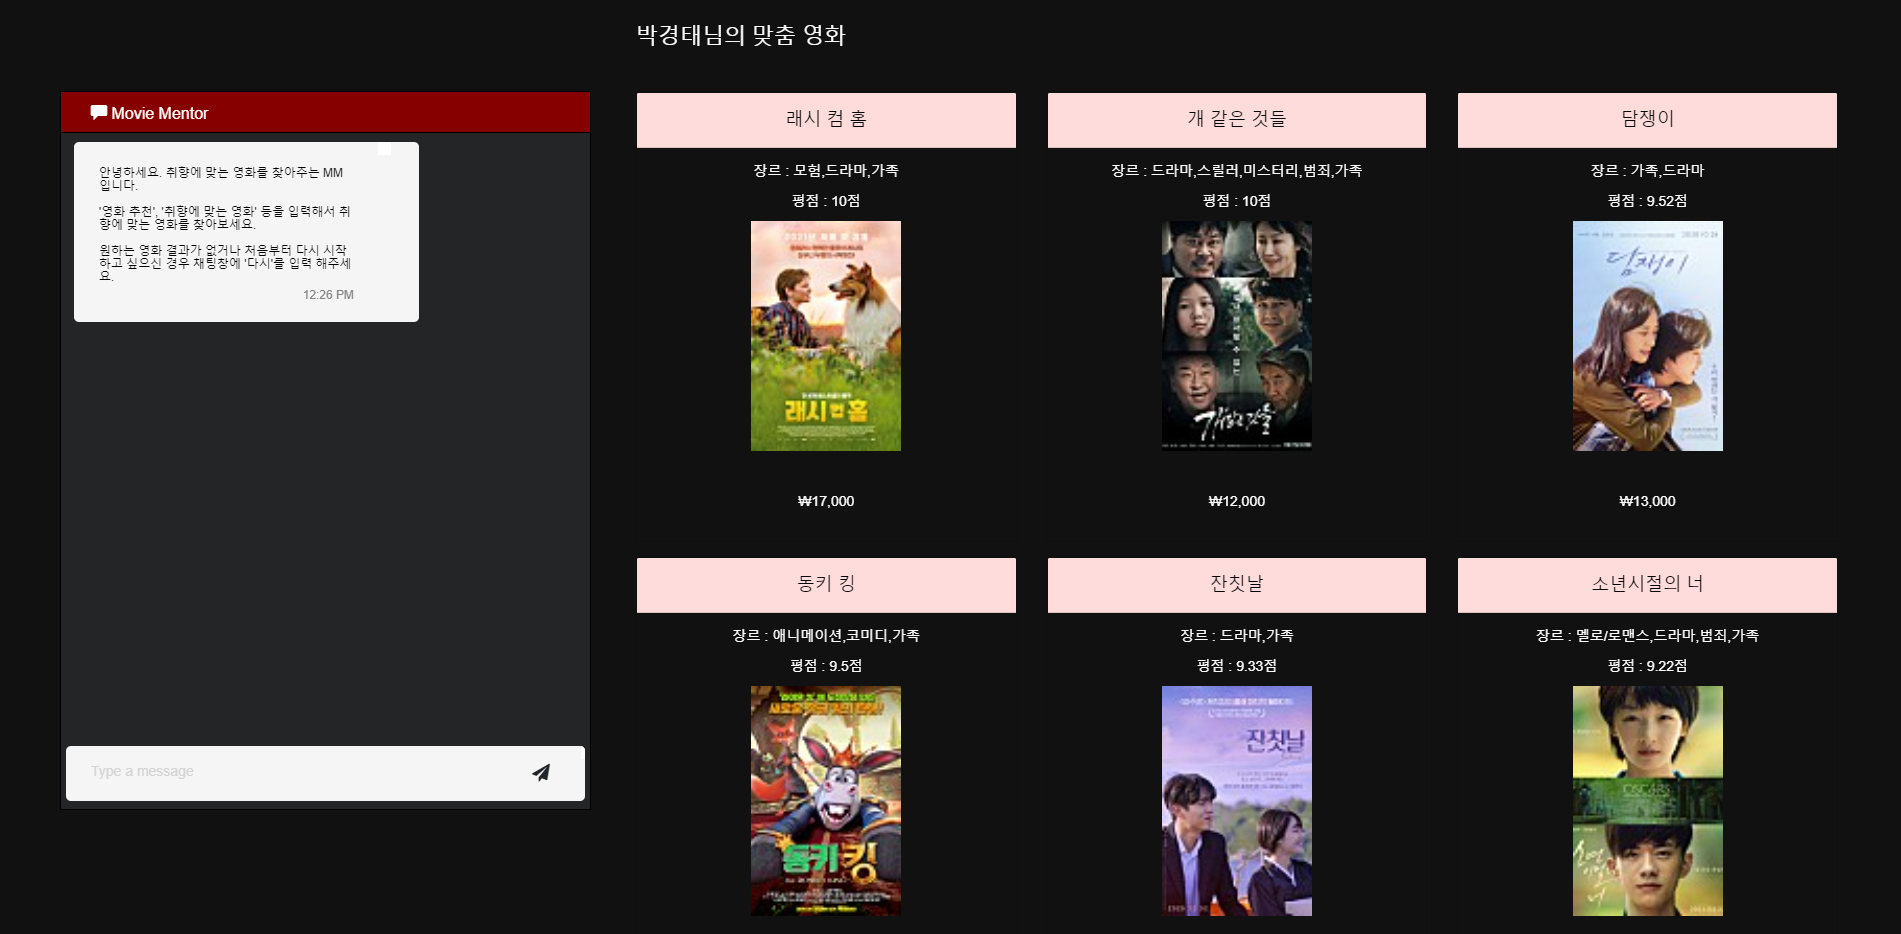 박경태님의 맞춤 영화
Movie Mentor
안녕하세요. 취향에 맞는 영화를 찾아주는 MM
입니다.
'영화 추천', '취향에 맞는 영화' 등을 입력해서 취
향에 맞는 영화를 찾아보세요.
원하는 영화 결과가 없거나 처음부터 다시 시작
하고 싶으신 경우 채팅창에 '다시'를 입력 해주세
요.
12:26 PM
Type a message
래시 컴 홈
장르 : 모험,드라마,가족
평점 : 10점
래시 컴 홈
₩17,000
개 같은 것들
장르 : 드라마,스릴러,미스터리,범죄,가족
평점 : 10점
개같은 것들
₩12,000
담쟁이
장르 : 가족,드라마
평점 : 9.52점
담쟁이
₩13,000
동키 킹
장르 : 애니메이션,코미디,가족
평점 : 9.5점
동키 킹
잔칫날
장르 : 드라마,가족
평점 : 9.33점
잔칫날
소년시절의 너
장르 : 멜로/로맨스,드라마,범죄,가족
평점 : 9.22점